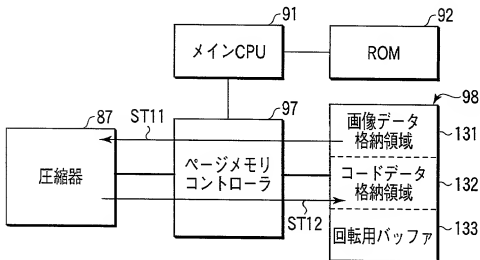 91
メインCPU
92
ROM
87
圧縮器
ST11
97
ページメモリ
コントローラ
ST12
98
画像データ
格納領域
131
コードデータ
格納領域
132
回転用バッファ
133